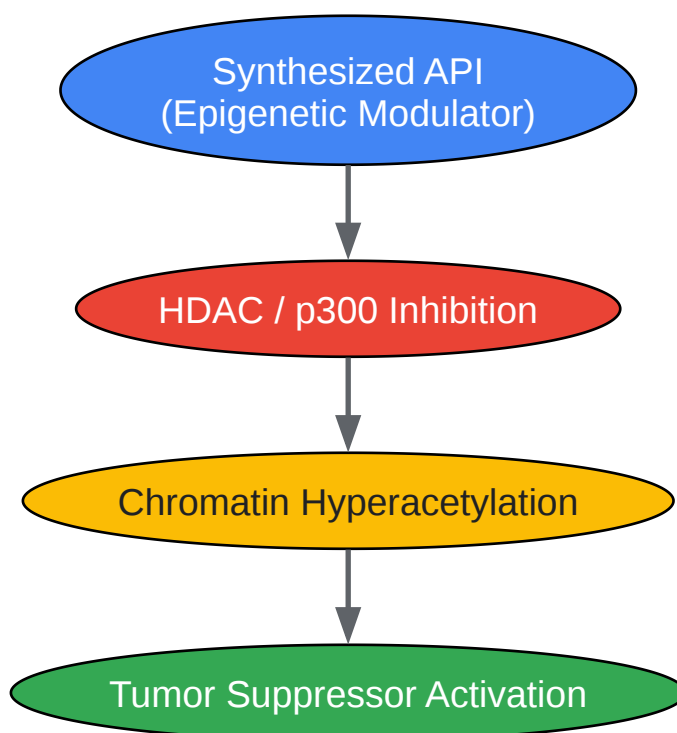 Synthesized API
(Epigenetic Modulator)
HDAC / p300 Inhibition
Chromatin Hyperacetylation
Tumor Suppressor Activation